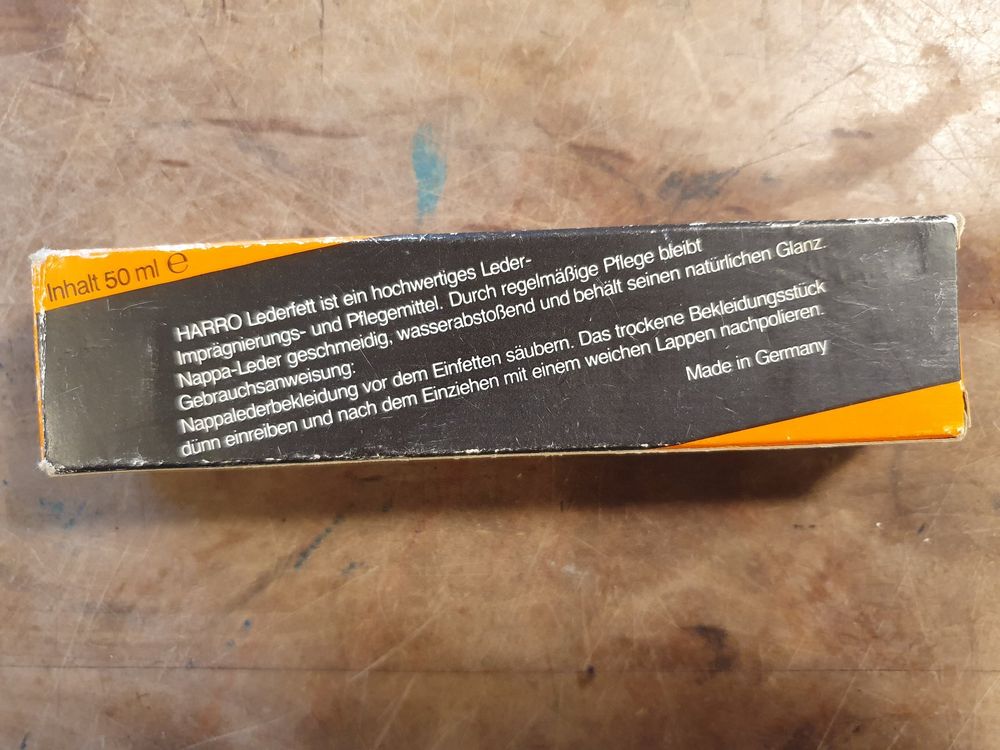 Inhalt 50 ml ℮
HARRO Lederfett ist ein hochwertiges Leder-
Imprägnierungs- und Pflegemittel. Durch regelmäßige Pflege bleibt
Nappa-Leder geschmeidig, wasserabstoßend und behält seinen natürlichen Glanz.
Gebrauchsanweisung:
Nappalederbekleidung vor dem Einfetten säubern. Das trockene Bekleidungsstück
dünn einreiben und nach dem Einziehen mit einem weichen Lappen nachpolieren.
Made in Germany